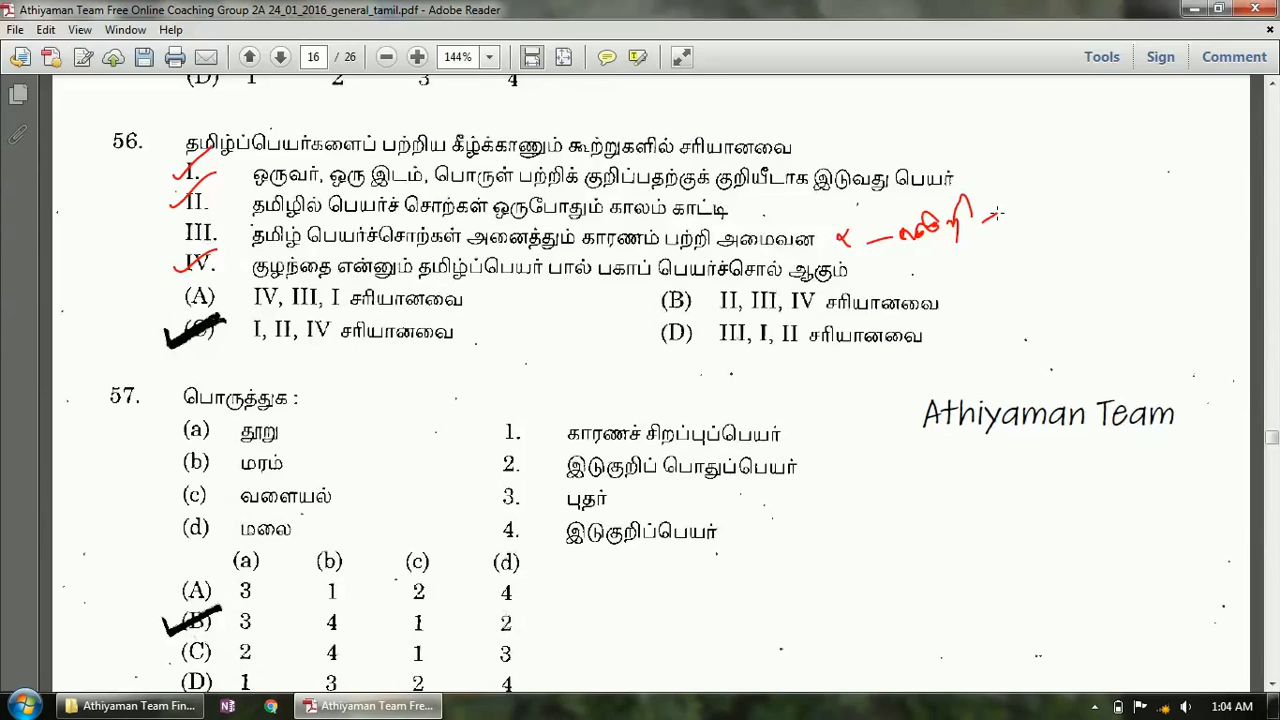 Athiyaman Team Free Online Coaching Group 2A 24_01_2016_general_tamil.pdf - Adobe Reader
File Edit View Window Help
16 / 26 144% Tools Sign Comment
(D) 1 2 3 4
56. தமிழ்ப்பெயர்களைப் பற்றிய கீழ்க்காணும் கூற்றுகளில் சரியானவை
I. ஒருவர், ஒரு இடம், பொருள் பற்றிக் குறிப்பதற்குக் குறியீடாக இடுவது பெயர்
II. தமிழில் பெயர்ச் சொற்கள் ஒருபோதும் காலம் காட்டி
III. தமிழ் பெயர்ச்சொற்கள் அனைத்தும் காரணம் பற்றி அமைவன
IV. குழந்தை என்னும் தமிழ்ப்பெயர் பால் பகாப் பெயர்ச்சொல் ஆகும்
(A) IV, III, I சரியானவை (B) II, III, IV சரியானவை
(C) I, II, IV சரியானவை (D) III, I, II சரியானவை
57. பொருத்துக :
Athiyaman Team
(a) தூறு 1. காரணச் சிறப்புப்பெயர்
(b) மரம் 2. இடுகுறிப் பொதுப்பெயர்
(c) வளையல் 3. புதர்
(d) மலை 4. இடுகுறிப்பெயர்
(a) (b) (c) (d)
(A) 3 1 2 4
(B) 3 4 1 2
(C) 2 4 1 3
(D) 1 3 2 4
Athiyaman Team Fin... Athiyaman Team Fre... 1:04 AM